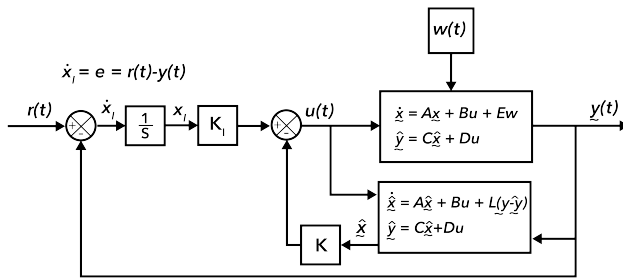 w(t)
ẋ_I = e = r(t)-y(t)
r(t)
+
-
ẋ_I
1/S
x_I
K_I
+
-
u(t)
ẋ̰ = Ax̰ + Bu + Ew
ŷ̰ = Cx̰̂ + Du
y̰(t)
x̰̂̇ = Ax̰̂ + Bu + L(y̰-ŷ̰)
ŷ̰ = Cx̰̂+Du
K
x̰̂